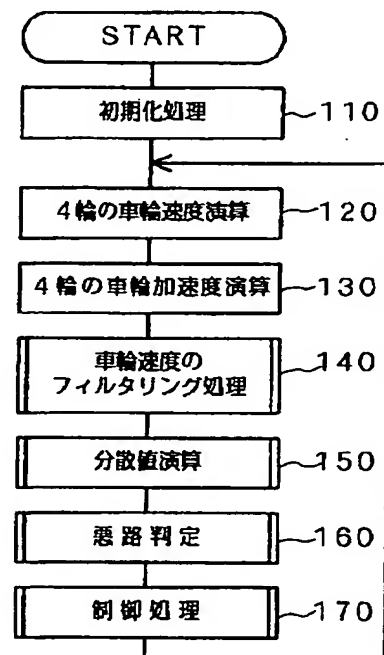 START
初期化処理 110
4輪の車輪速度演算 120
4輪の車輪加速度演算 130
車輪速度の
フィルタリング処理 140
分散値演算 150
悪路判定 160
制御処理 170